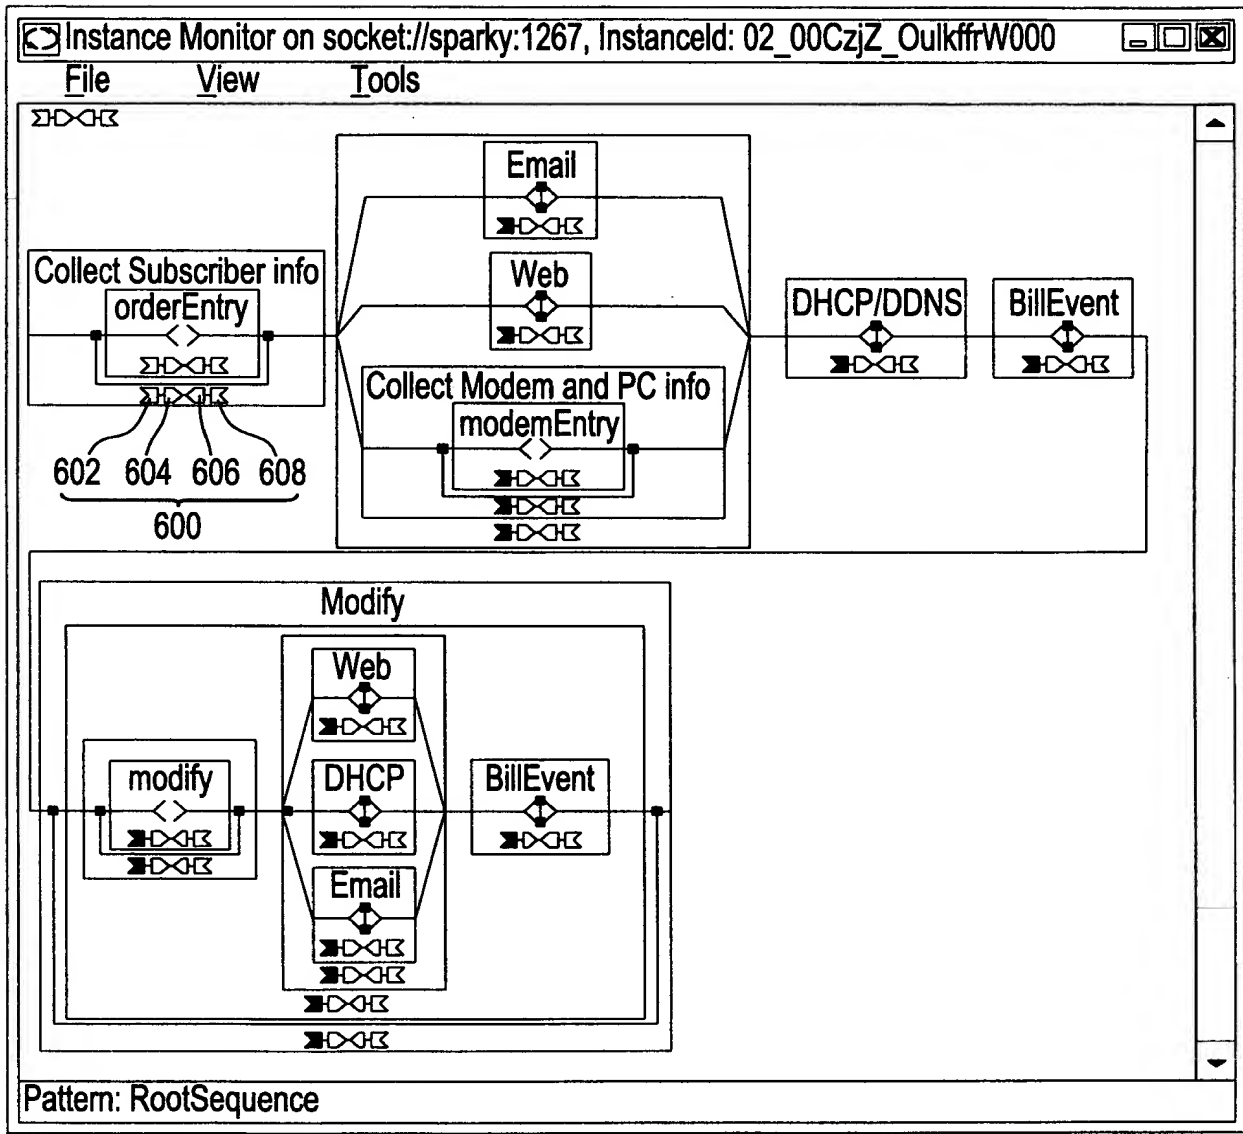 Instance Monitor on socket://sparky:1267, InstanceId: 02_00CzjZ_OulkffrW000
File View Tools
Email
Web
Collect Subscriber info
orderEntry
602 604 606 608
600
Collect Modem and PC info
modemEntry
DHCP/DDNS
BillEvent
Modify
modify
Web
DHCP
Email
BillEvent
Pattern: RootSequence